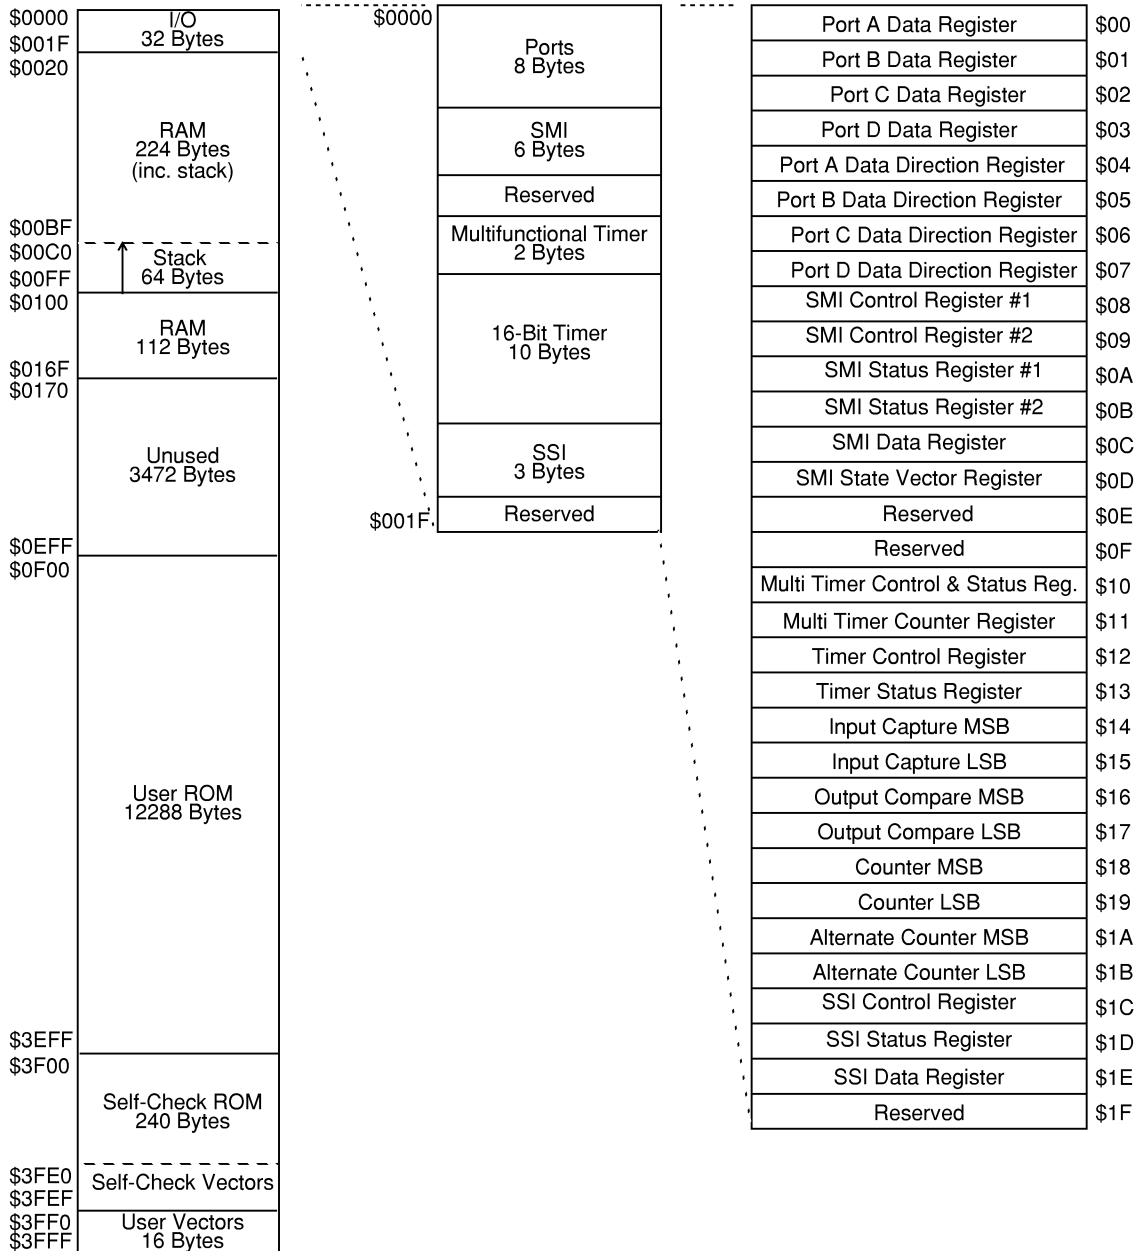 $0000
I/O
32 Bytes
$001F
$0020
RAM
224 Bytes
(inc. stack)
$00BF
$00C0
Stack
64 Bytes
$00FF
$0100
RAM
112 Bytes
$016F
$0170
Unused
3472 Bytes
$0EFF
$0F00
User ROM
12288 Bytes
$3EFF
$3F00
Self-Check ROM
240 Bytes
$3FE0
Self-Check Vectors
$3FEF
$3FF0
User Vectors
16 Bytes
$3FFF
$0000
Ports
8 Bytes
SMI
6 Bytes
Reserved
Multifunctional Timer
2 Bytes
16-Bit Timer
10 Bytes
SSI
3 Bytes
Reserved
$001F
Port A Data Register $00
Port B Data Register $01
Port C Data Register $02
Port D Data Register $03
Port A Data Direction Register $04
Port B Data Direction Register $05
Port C Data Direction Register $06
Port D Data Direction Register $07
SMI Control Register #1 $08
SMI Control Register #2 $09
SMI Status Register #1 $0A
SMI Status Register #2 $0B
SMI Data Register $0C
SMI State Vector Register $0D
Reserved $0E
Reserved $0F
Multi Timer Control & Status Reg. $10
Multi Timer Counter Register $11
Timer Control Register $12
Timer Status Register $13
Input Capture MSB $14
Input Capture LSB $15
Output Compare MSB $16
Output Compare LSB $17
Counter MSB $18
Counter LSB $19
Alternate Counter MSB $1A
Alternate Counter LSB $1B
SSI Control Register $1C
SSI Status Register $1D
SSI Data Register $1E
Reserved $1F